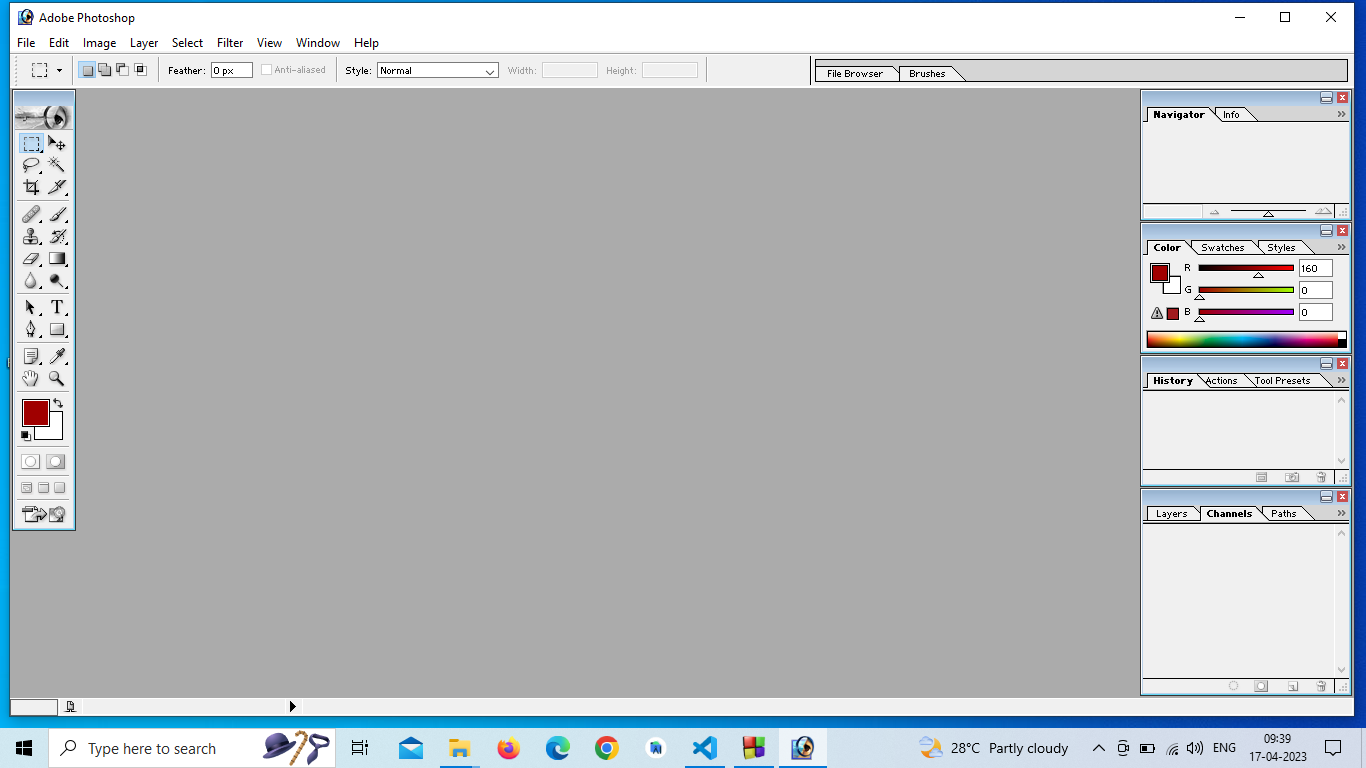 Adobe Photoshop
File Edit Image Layer Select Filter View Window Help
Feather: 0 px Anti-aliased Style: Normal Width: Height: File Browser Brushes
Navigator Info
Color Swatches Styles
R 160
G 0
B 0
History Actions Tool Presets
Layers Channels Paths
Type here to search 28°C Partly cloudy ENG 09:39
17-04-2023